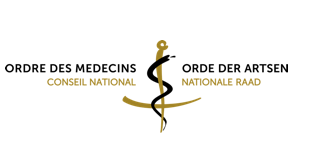 ORDRE DES MEDECINS
CONSEIL NATIONAL
ORDE DER ARTSEN
NATIONALE RAAD